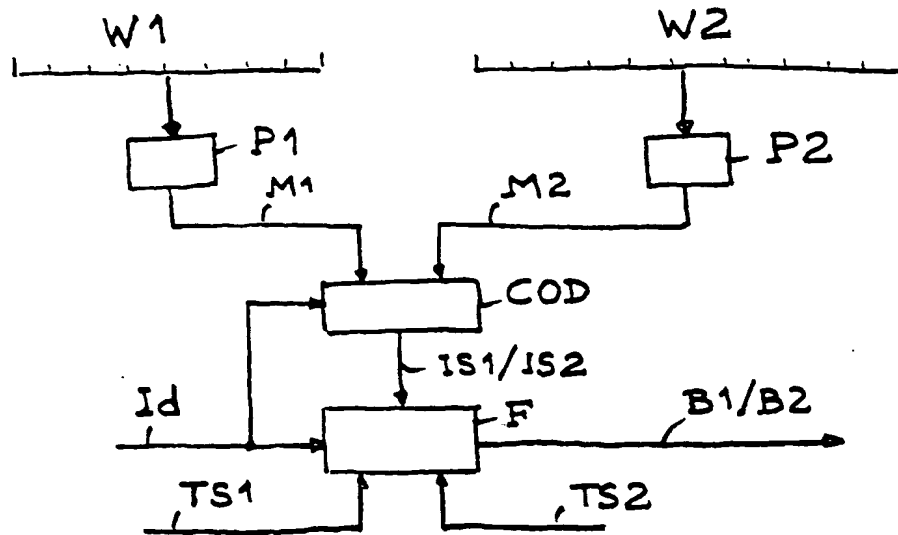 W1
W2
P1
P2
M1
M2
COD
IS1/IS2
Id
F
B1/B2
TS1
TS2